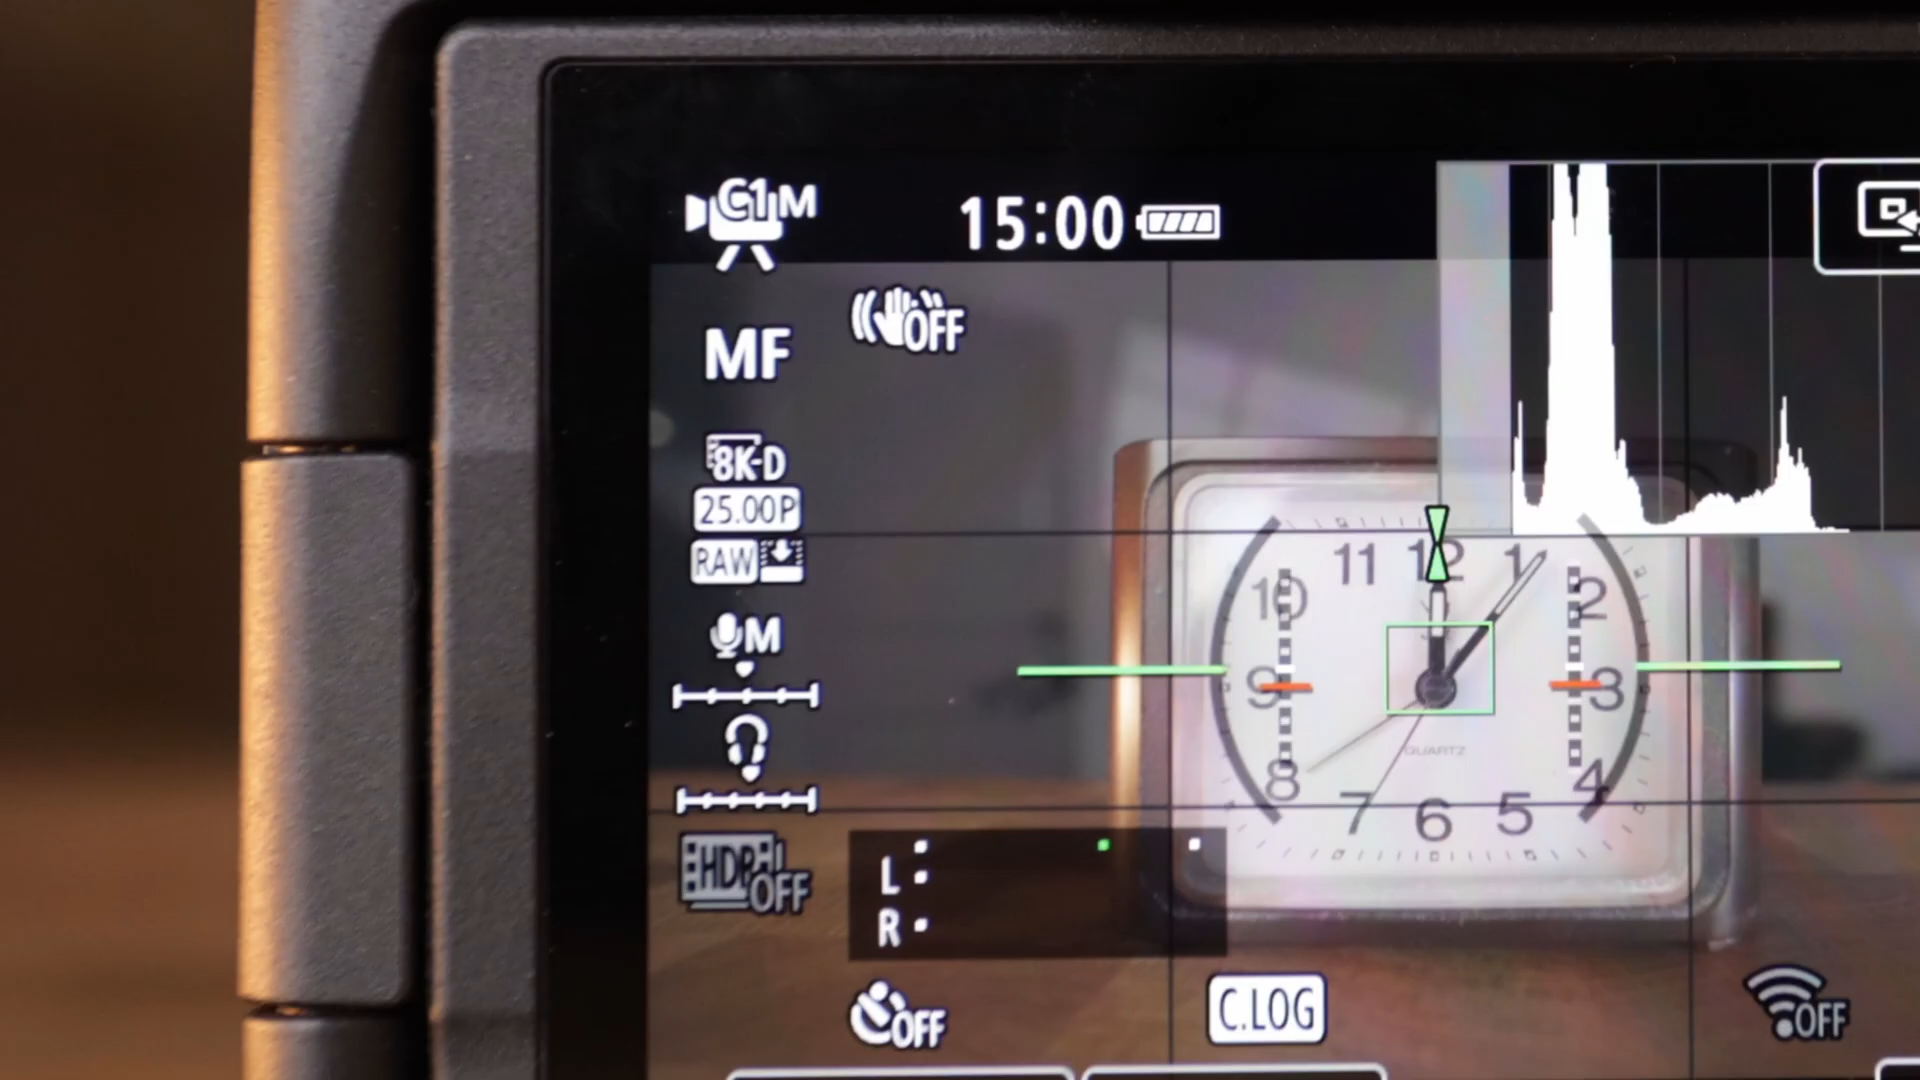 C1 M
15:00
OFF
MF
8K-D
25.00P
RAW
M
HDR OFF
L
R
OFF
C.LOG
OFF
11 12 1
10 2
9 3
8 4
7 6 5
QUARTZ